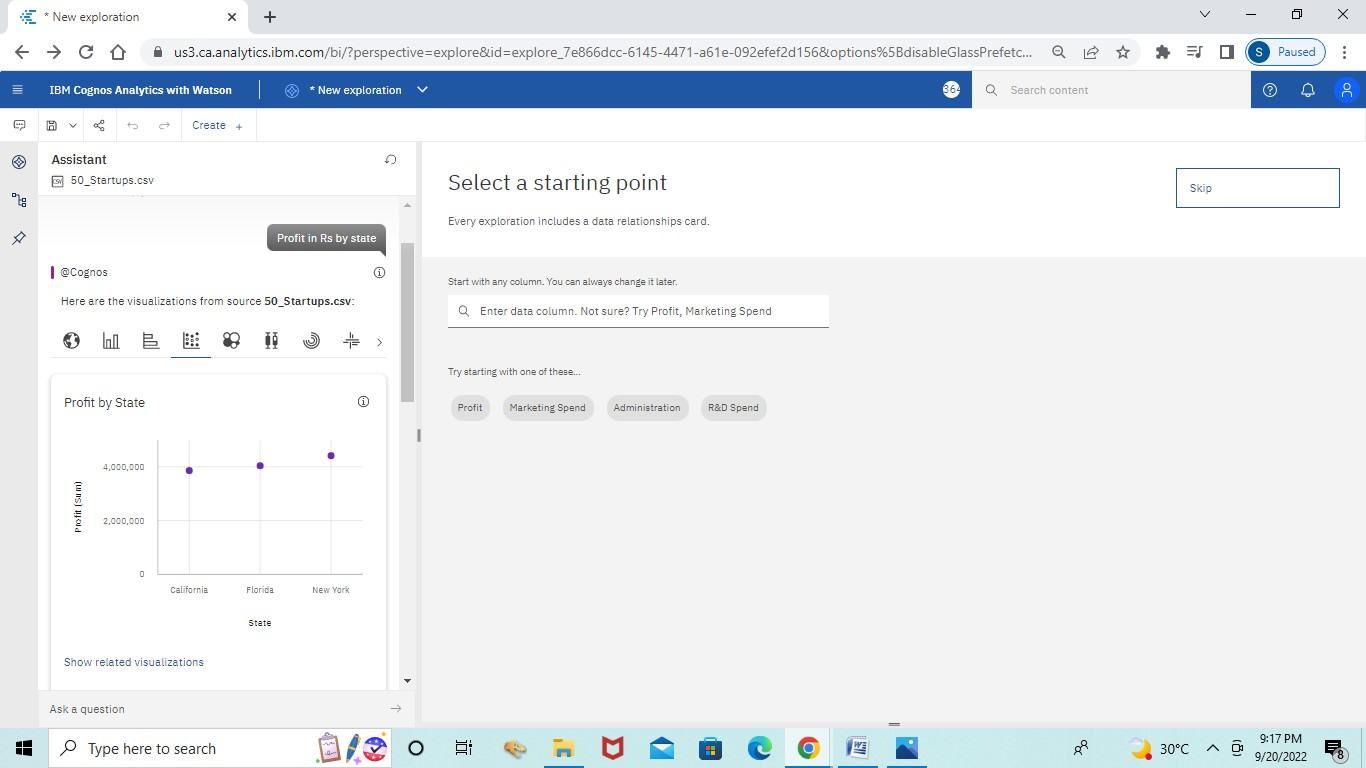 * New exploration
us3.ca.analytics.ibm.com/bi/?perspective=explore&id=explore_7e866dcc-6145-4471-a61e-092efef2d156&options%5BdisableGlassPrefetc...
S Paused
IBM Cognos Analytics with Watson
* New exploration
364
Search content
Create +
Assistant
CSV 50_Startups.csv
Profit in Rs by state
@Cognos
Here are the visualizations from source 50_Startups.csv:
Profit by State
Profit (Sum)
4,000,000
2,000,000
0
California Florida New York
State
Show related visualizations
Ask a question
Select a starting point
Skip
Every exploration includes a data relationships card.
Start with any column. You can always change it later.
Enter data column. Not sure? Try Profit, Marketing Spend
Try starting with one of these...
Profit Marketing Spend Administration R&D Spend
Type here to search
30°C
9:17 PM
9/20/2022
8